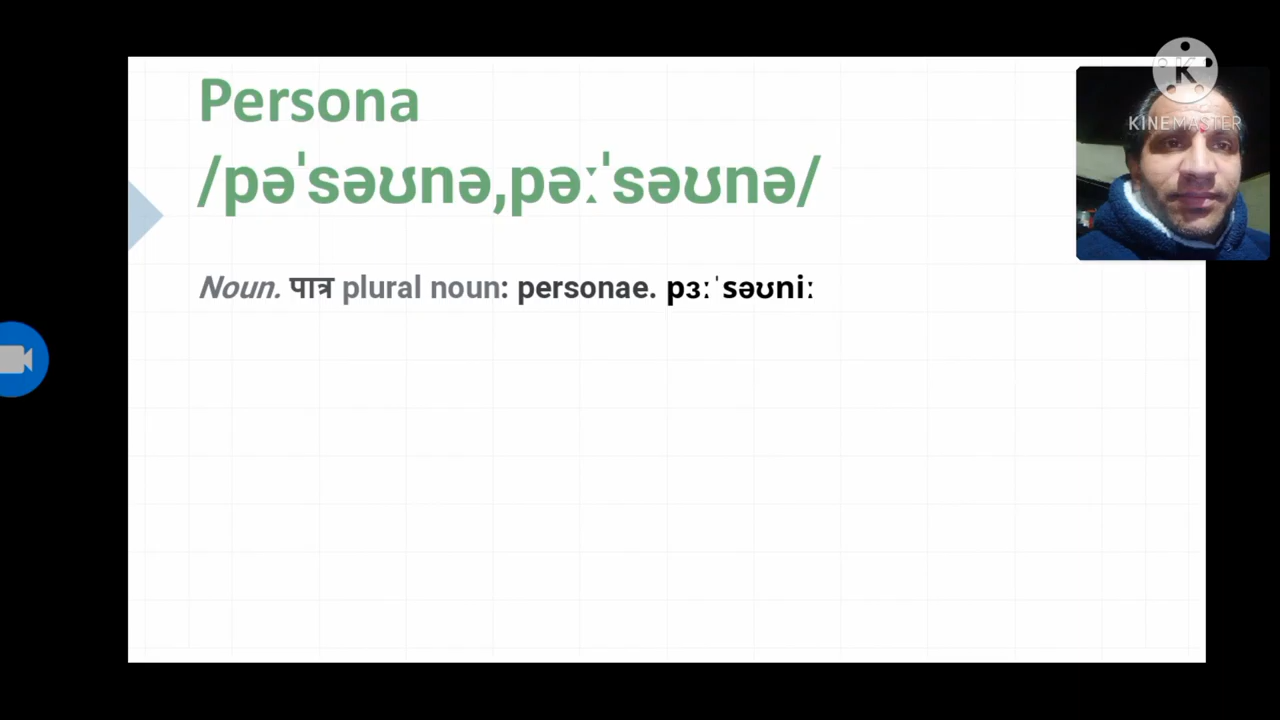 Persona
/pəˈsəʊnə,pəːˈsəʊnə/
Noun. पात्र plural noun: personae. pɜːˈsəʊniː
K
KINEMASTER